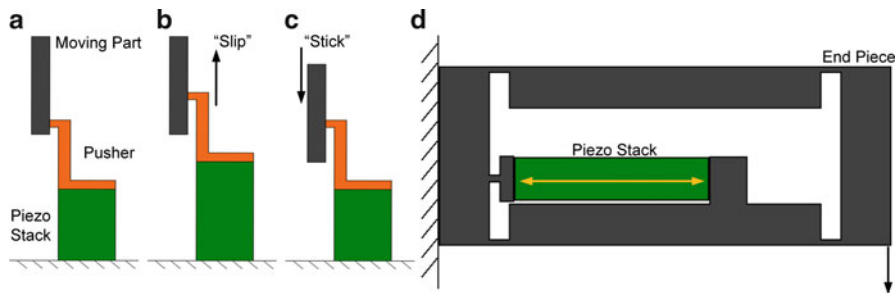 a
Moving Part
Pusher
Piezo
Stack
b
“Slip”
c
“Stick”
d
End Piece
Piezo Stack